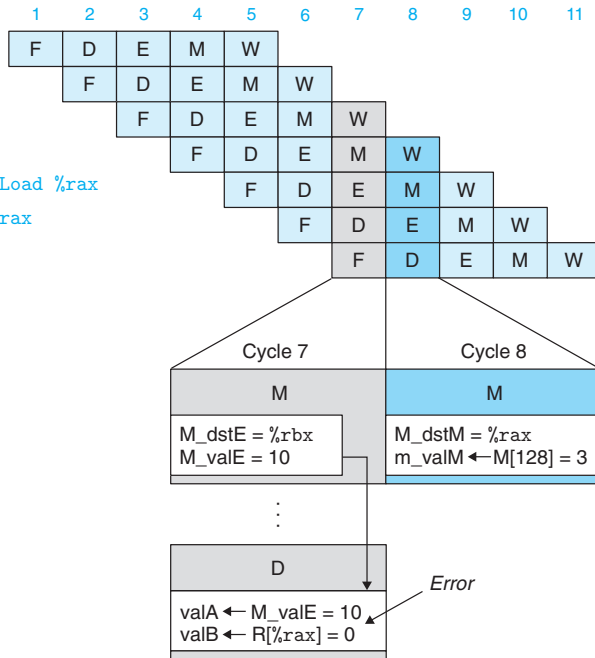 1 2 3 4 5 6 7 8 9 10 11
F D E M W
F D E M W
F D E M W
F D E M W
Load %rax F D E M W
rax F D E M W
F D E M W
Cycle 7 Cycle 8
M M
M_dstE = %rbx M_dstM = %rax
M_valE = 10 m_valM ← M[128] = 3
⋮
D
Error
valA ← M_valE = 10
valB ← R[%rax] = 0